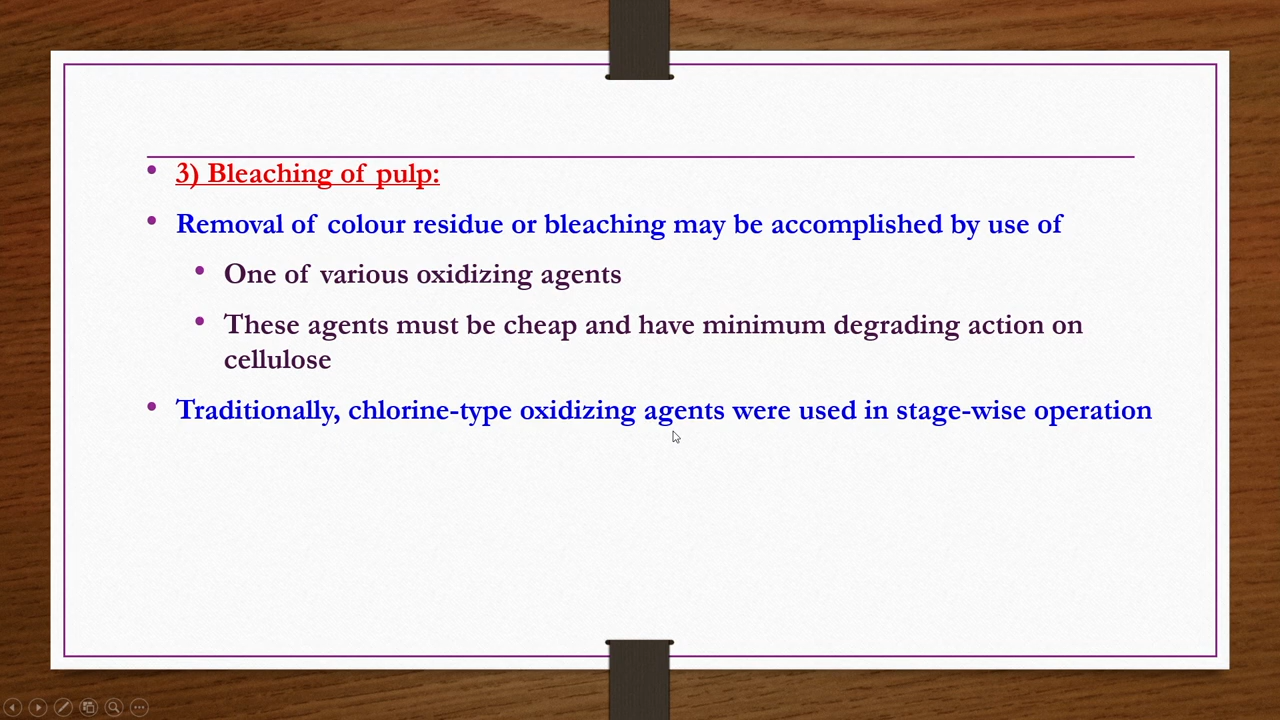 3) Bleaching of pulp:
Removal of colour residue or bleaching may be accomplished by use of
One of various oxidizing agents
These agents must be cheap and have minimum degrading action on
cellulose
Traditionally, chlorine-type oxidizing agents were used in stage-wise operation